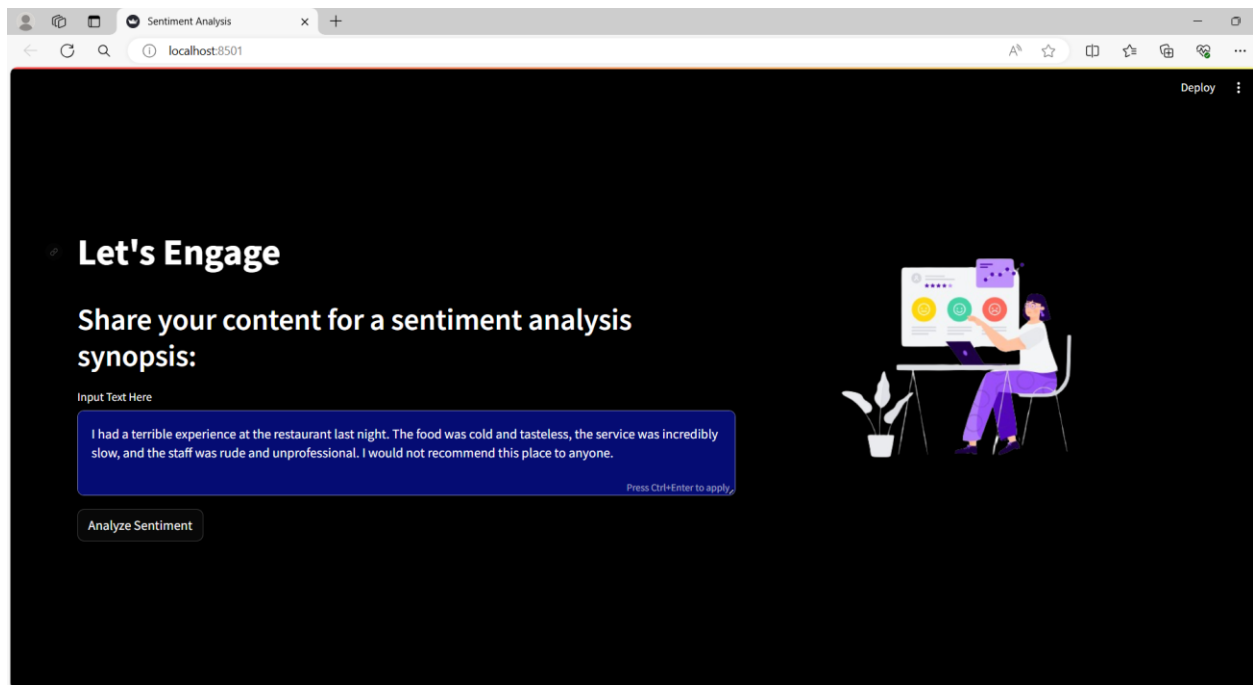 Sentiment Analysis
localhost:8501
Deploy
Let's Engage
Share your content for a sentiment analysis
synopsis:
Input Text Here
I had a terrible experience at the restaurant last night. The food was cold and tasteless, the service was incredibly
slow, and the staff was rude and unprofessional. I would not recommend this place to anyone.
Press Ctrl+Enter to apply
Analyze Sentiment